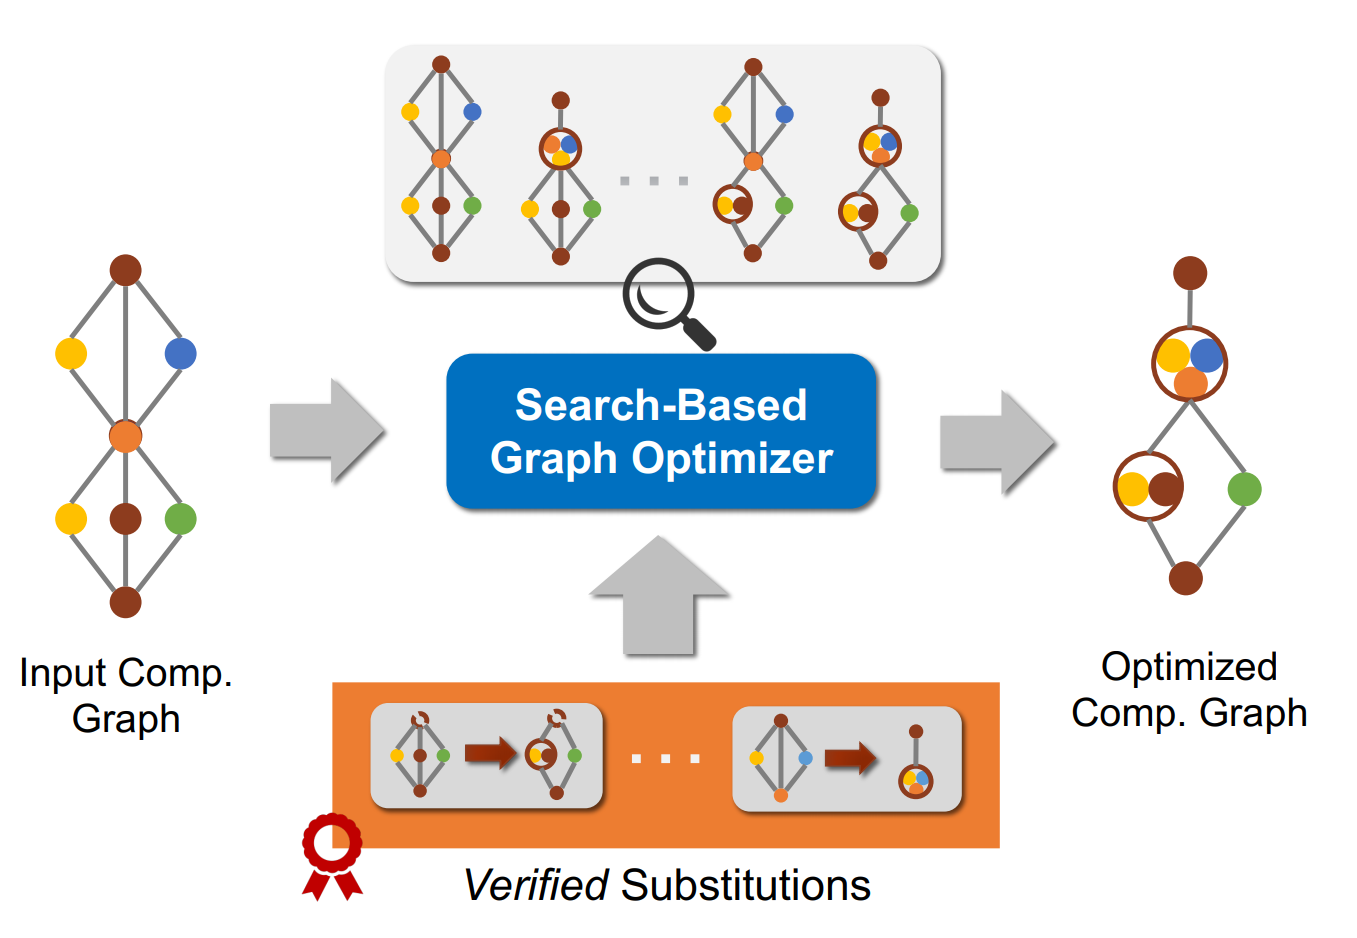 Search-Based
Graph Optimizer
Input Comp.
Graph
Optimized
Comp. Graph
Verified Substitutions